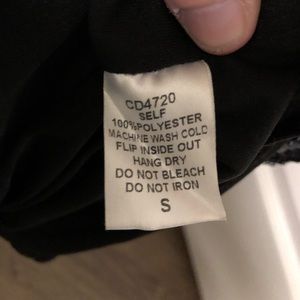 CD4720
SELF
100%POLYESTER
MACHINE WASH COLD
FLIP INSIDE OUT
HANG DRY
DO NOT BLEACH
DO NOT IRON
S